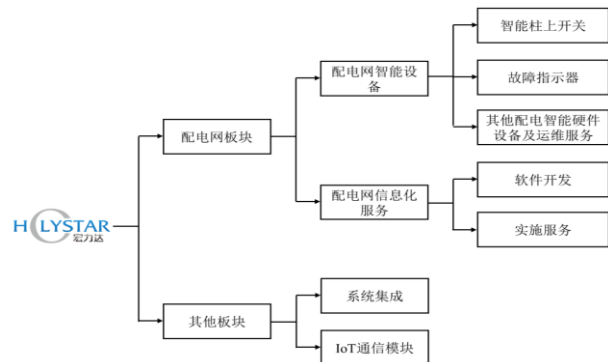 智能柱上开关
配电网智能设
备
故障指示器
配电网板块
其他配电智能硬件
设备及运维服务
配电网信息化
服务
软件开发
实施服务
HOLYSTAR
宏力达
系统集成
其他板块
IoT通信模块